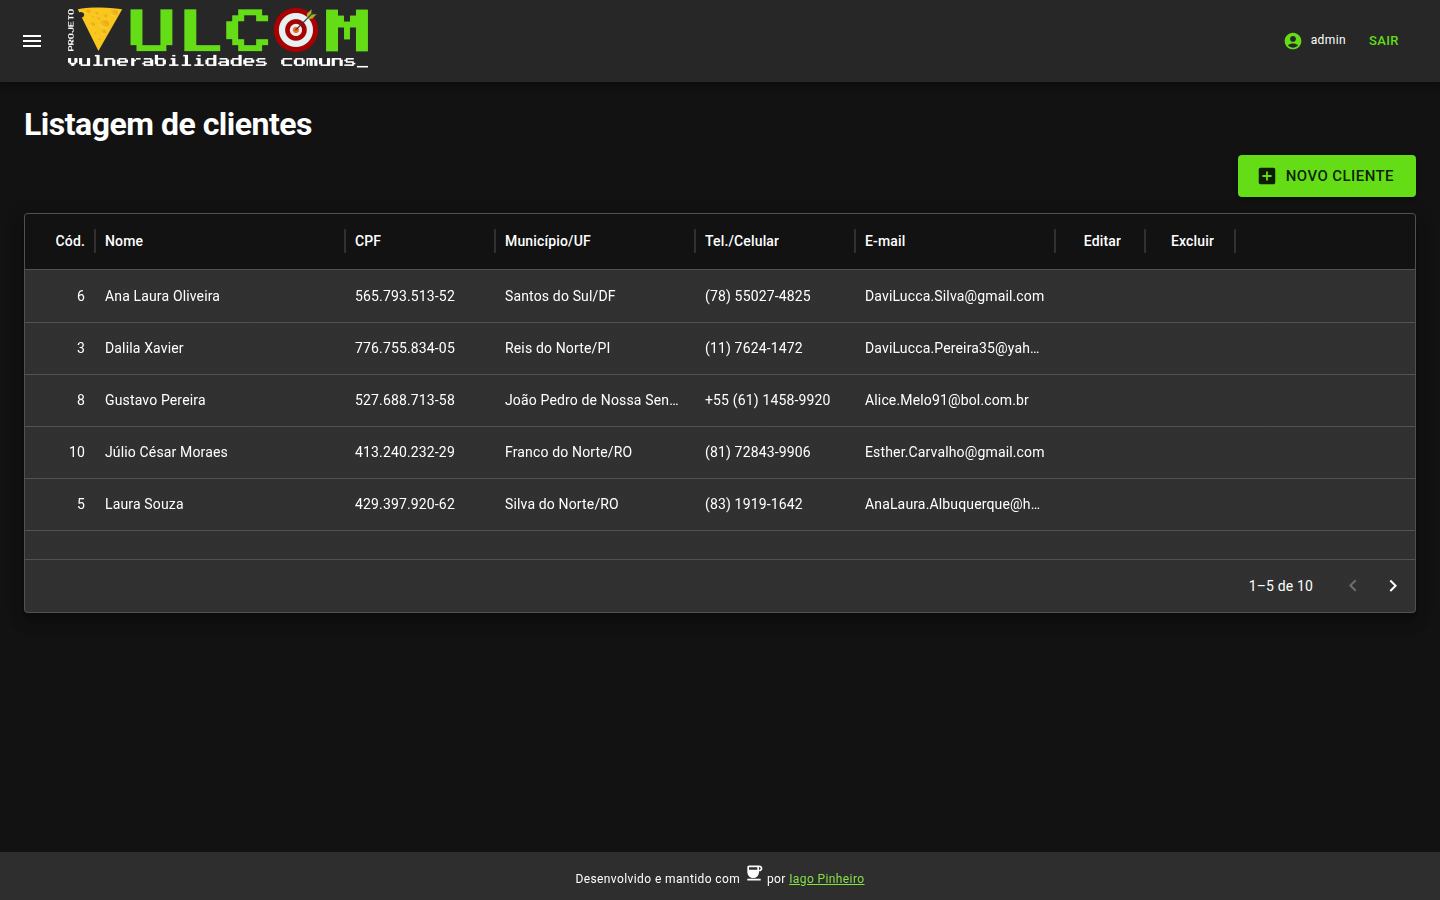 PROJETO
VULCOM
vulnerabilidades comuns_
admin SAIR
Listagem de clientes
NOVO CLIENTE
Cód. Nome CPF Município/UF Tel./Celular E-mail Editar Excluir
6 Ana Laura Oliveira 565.793.513-52 Santos do Sul/DF (78) 55027-4825 DaviLucca.Silva@gmail.com
3 Dalila Xavier 776.755.834-05 Reis do Norte/PI (11) 7624-1472 DaviLucca.Pereira35@yah...
8 Gustavo Pereira 527.688.713-58 João Pedro de Nossa Sen... +55 (61) 1458-9920 Alice.Melo91@bol.com.br
10 Júlio César Moraes 413.240.232-29 Franco do Norte/RO (81) 72843-9906 Esther.Carvalho@gmail.com
5 Laura Souza 429.397.920-62 Silva do Norte/RO (83) 1919-1642 AnaLaura.Albuquerque@h...
1–5 de 10
Desenvolvido e mantido com por Iago Pinheiro